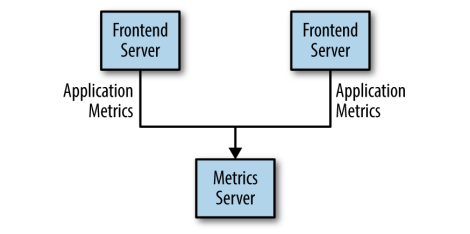 Frontend
Server
Frontend
Server
Application
Metrics
Application
Metrics
Metrics
Server